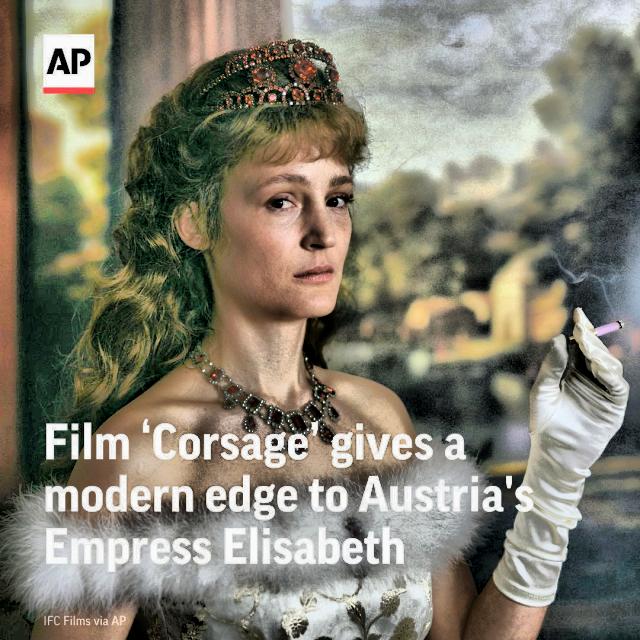 AP
Film ‘Corsage’ gives a
modern edge to Austria's
Empress Elisabeth
IFC Films via AP